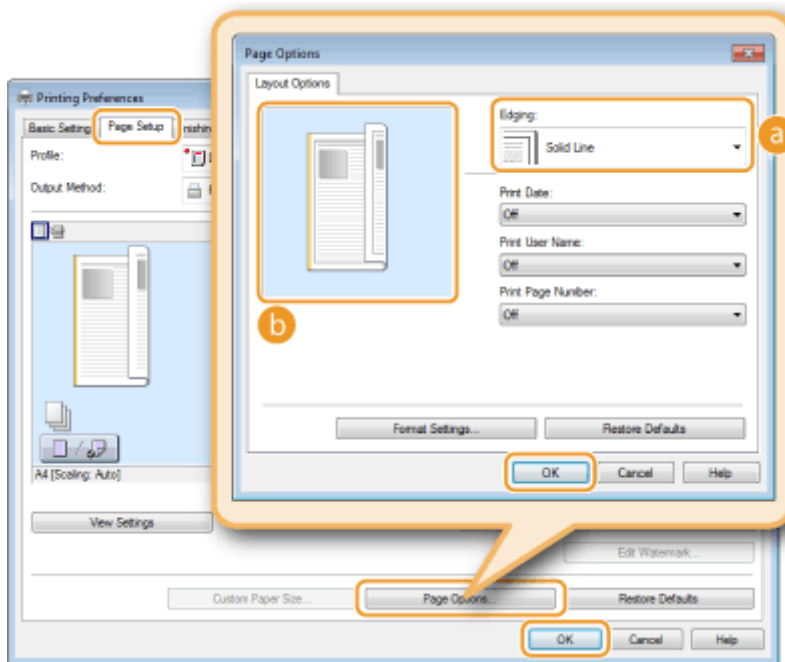 Page Options
Layout Options
Edging:
Solid Line
a
Print Date:
Off
Print User Name:
Off
Print Page Number:
Off
b
Format Settings...
Restore Defaults
OK
Cancel
Help
Printing Preferences
Basic Setting
Page Setup
Profile:
Output Method:
A4 [Scaling: Auto]
View Settings
Edit Watermark...
Custom Paper Size...
Page Options...
Restore Defaults
OK
Cancel
Help